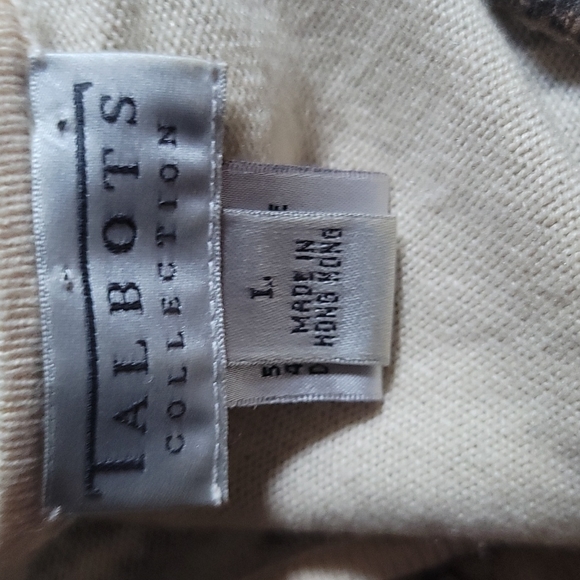 TALBOTS
COLLECTION
L
MADE IN
HONG KONG